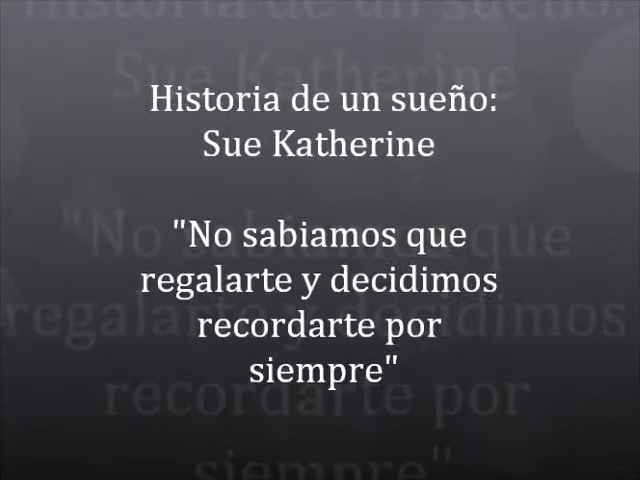 Historia de un sueño:
Sue Katherine
"No sabiamos que
regalarte y decidimos
recordarte por
siempre"